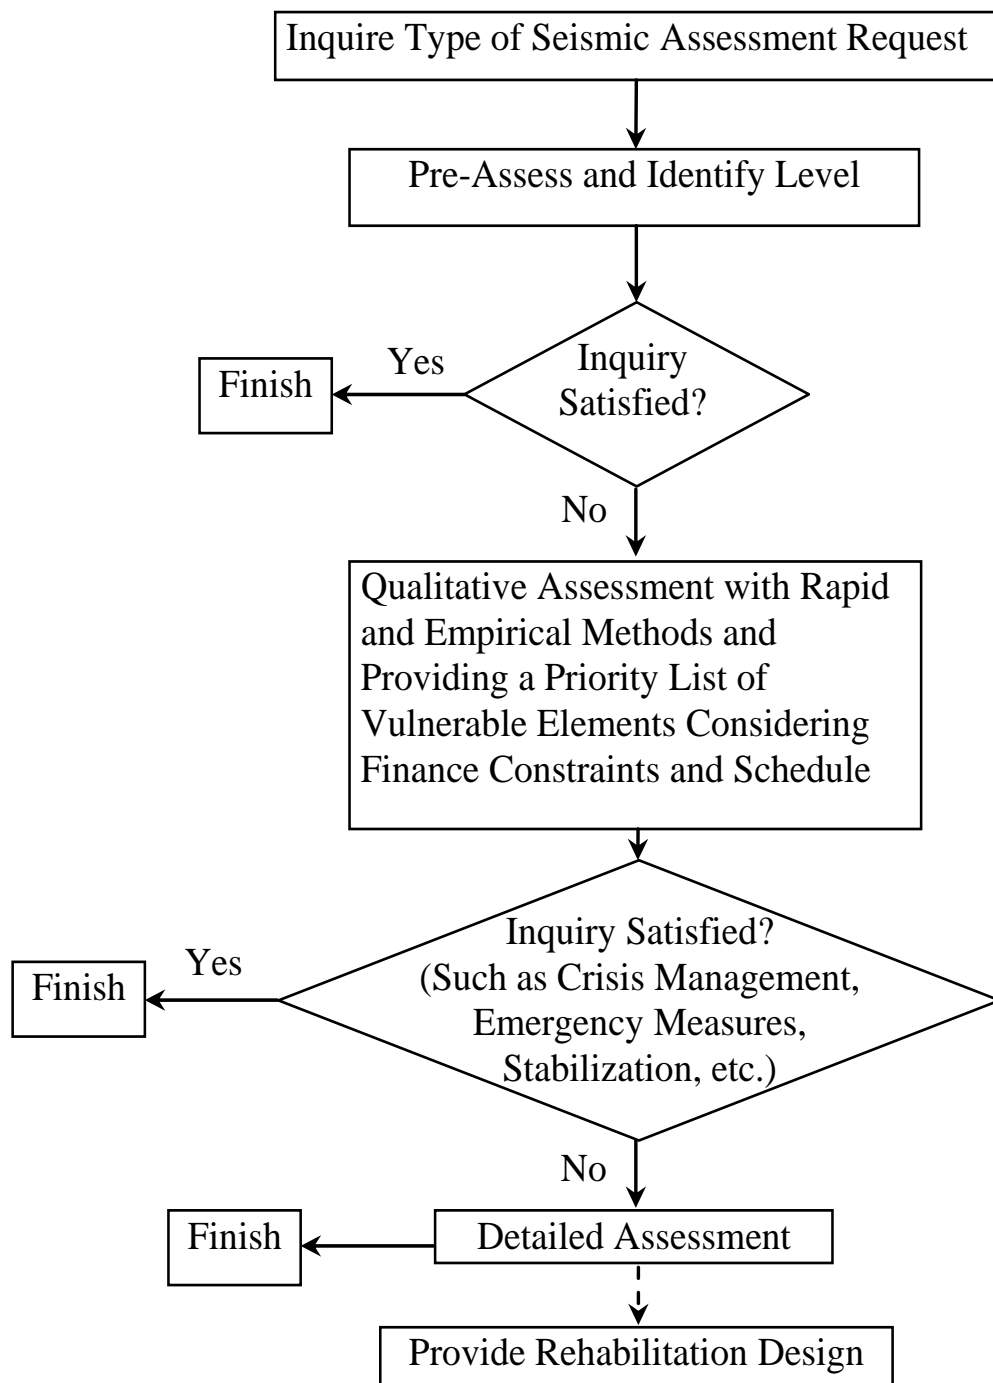 Inquire Type of Seismic Assessment Request
Pre-Assess and Identify Level
Inquiry
Satisfied?
Yes
Finish
No
Qualitative Assessment with Rapid
and Empirical Methods and
Providing a Priority List of
Vulnerable Elements Considering
Finance Constraints and Schedule
Inquiry Satisfied?
(Such as Crisis Management,
Emergency Measures,
Stabilization, etc.)
Yes
Finish
No
Detailed Assessment
Finish
Provide Rehabilitation Design